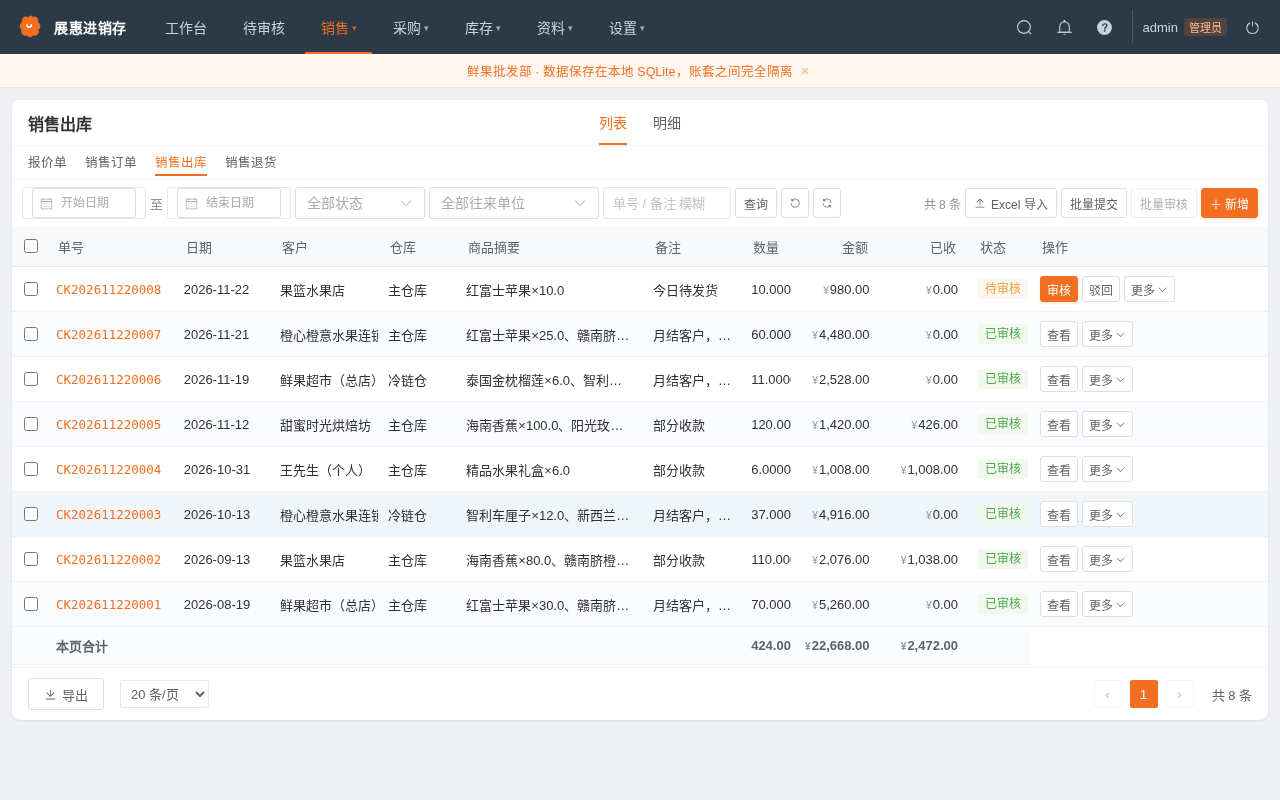 展惠进销存 工作台 待审核 销售 采购 库存 资料 设置 admin 管理员
鲜果批发部 · 数据保存在本地 SQLite，账套之间完全隔离 ×
销售出库 列表 明细
报价单 销售订单 销售出库 销售退货
开始日期 至 结束日期 全部状态 全部往来单位 单号 / 备注 模糊 查询 共 8 条 Excel 导入 批量提交 批量审核 新增
单号 日期 客户 仓库 商品摘要 备注 数量 金额 已收 状态 操作
CK202611220008 2026-11-22 果篮水果店 主仓库 红富士苹果×10.0 今日待发货 10.000 ¥980.00 ¥0.00 待审核 审核 驳回 更多
CK202611220007 2026-11-21 橙心橙意水果连锁 主仓库 红富士苹果×25.0、赣南脐… 月结客户，… 60.000 ¥4,480.00 ¥0.00 已审核 查看 更多
CK202611220006 2026-11-19 鲜果超市（总店） 冷链仓 泰国金枕榴莲×6.0、智利… 月结客户，… 11.000 ¥2,528.00 ¥0.00 已审核 查看 更多
CK202611220005 2026-11-12 甜蜜时光烘焙坊 主仓库 海南香蕉×100.0、阳光玫… 部分收款 120.00 ¥1,420.00 ¥426.00 已审核 查看 更多
CK202611220004 2026-10-31 王先生（个人） 主仓库 精品水果礼盒×6.0 部分收款 6.0000 ¥1,008.00 ¥1,008.00 已审核 查看 更多
CK202611220003 2026-10-13 橙心橙意水果连锁 冷链仓 智利车厘子×12.0、新西兰… 月结客户，… 37.000 ¥4,916.00 ¥0.00 已审核 查看 更多
CK202611220002 2026-09-13 果篮水果店 主仓库 海南香蕉×80.0、赣南脐橙… 部分收款 110.00 ¥2,076.00 ¥1,038.00 已审核 查看 更多
CK202611220001 2026-08-19 鲜果超市（总店） 主仓库 红富士苹果×30.0、赣南脐… 月结客户，… 70.000 ¥5,260.00 ¥0.00 已审核 查看 更多
本页合计 424.00 ¥22,668.00 ¥2,472.00
导出 20 条/页 ‹ 1 › 共 8 条